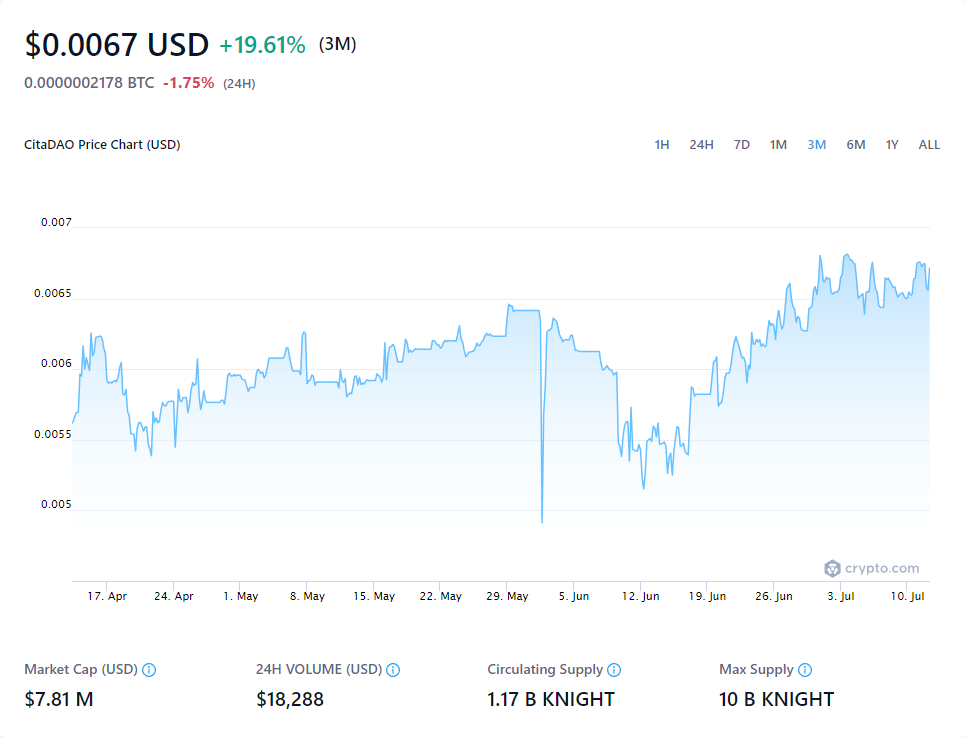 $0.0067 USD +19.61% (3M)
0.0000002178 BTC -1.75% (24H)
CitaDAO Price Chart (USD) 1H 24H 7D 1M 3M 6M 1Y ALL
0.007
0.0065
0.006
0.0055
0.005
crypto.com
17. Apr 24. Apr 1. May 8. May 15. May 22. May 29. May 5. Jun 12. Jun 19. Jun 26. Jun 3. Jul 10. Jul
Market Cap (USD) 24H VOLUME (USD) Circulating Supply Max Supply
$7.81 M $18,288 1.17 B KNIGHT 10 B KNIGHT